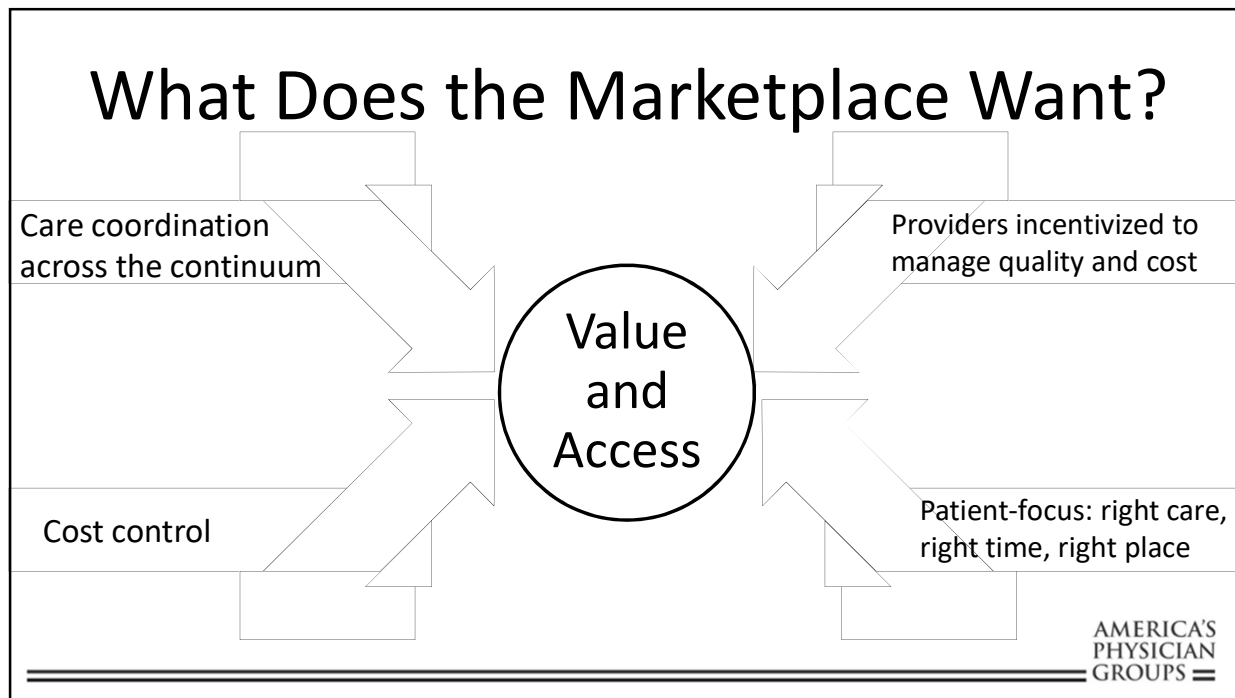 What Does the Marketplace Want?
Care coordination
across the continuum
Providers incentivized to
manage quality and cost
Value
and
Access
Cost control
Patient-focus: right care,
right time, right place
AMERICA'S
PHYSICIAN
GROUPS